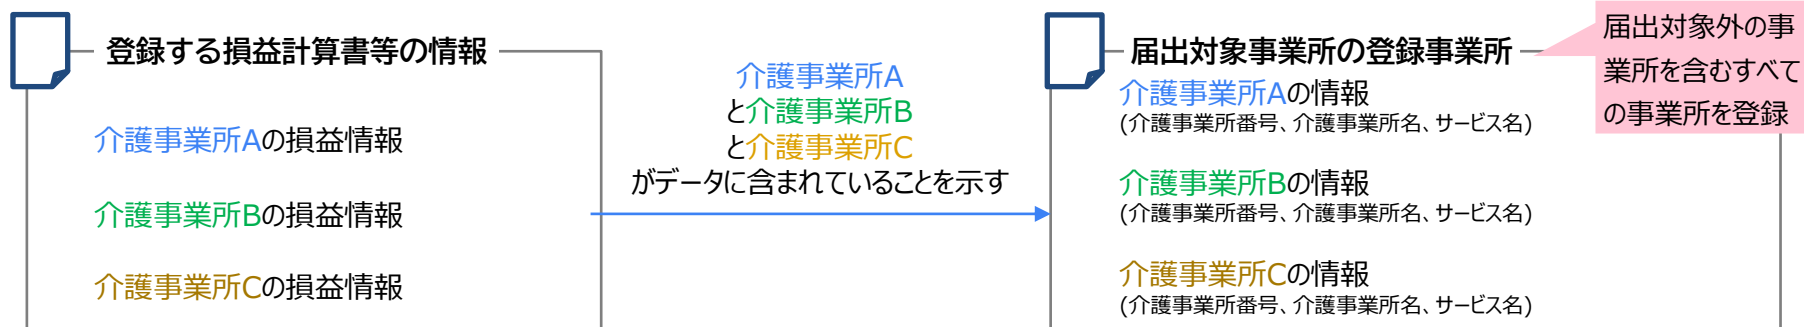 登録する損益計算書等の情報
介護事業所Aの損益情報
介護事業所Bの損益情報
介護事業所Cの損益情報
介護事業所A
と介護事業所B
と介護事業所C
がデータに含まれていることを示す
届出対象事業所の登録事業所
介護事業所Aの情報
(介護事業所番号、介護事業所名、サービス名)
介護事業所Bの情報
(介護事業所番号、介護事業所名、サービス名)
介護事業所Cの情報
(介護事業所番号、介護事業所名、サービス名)
届出対象外の事
業所を含むすべて
の事業所を登録